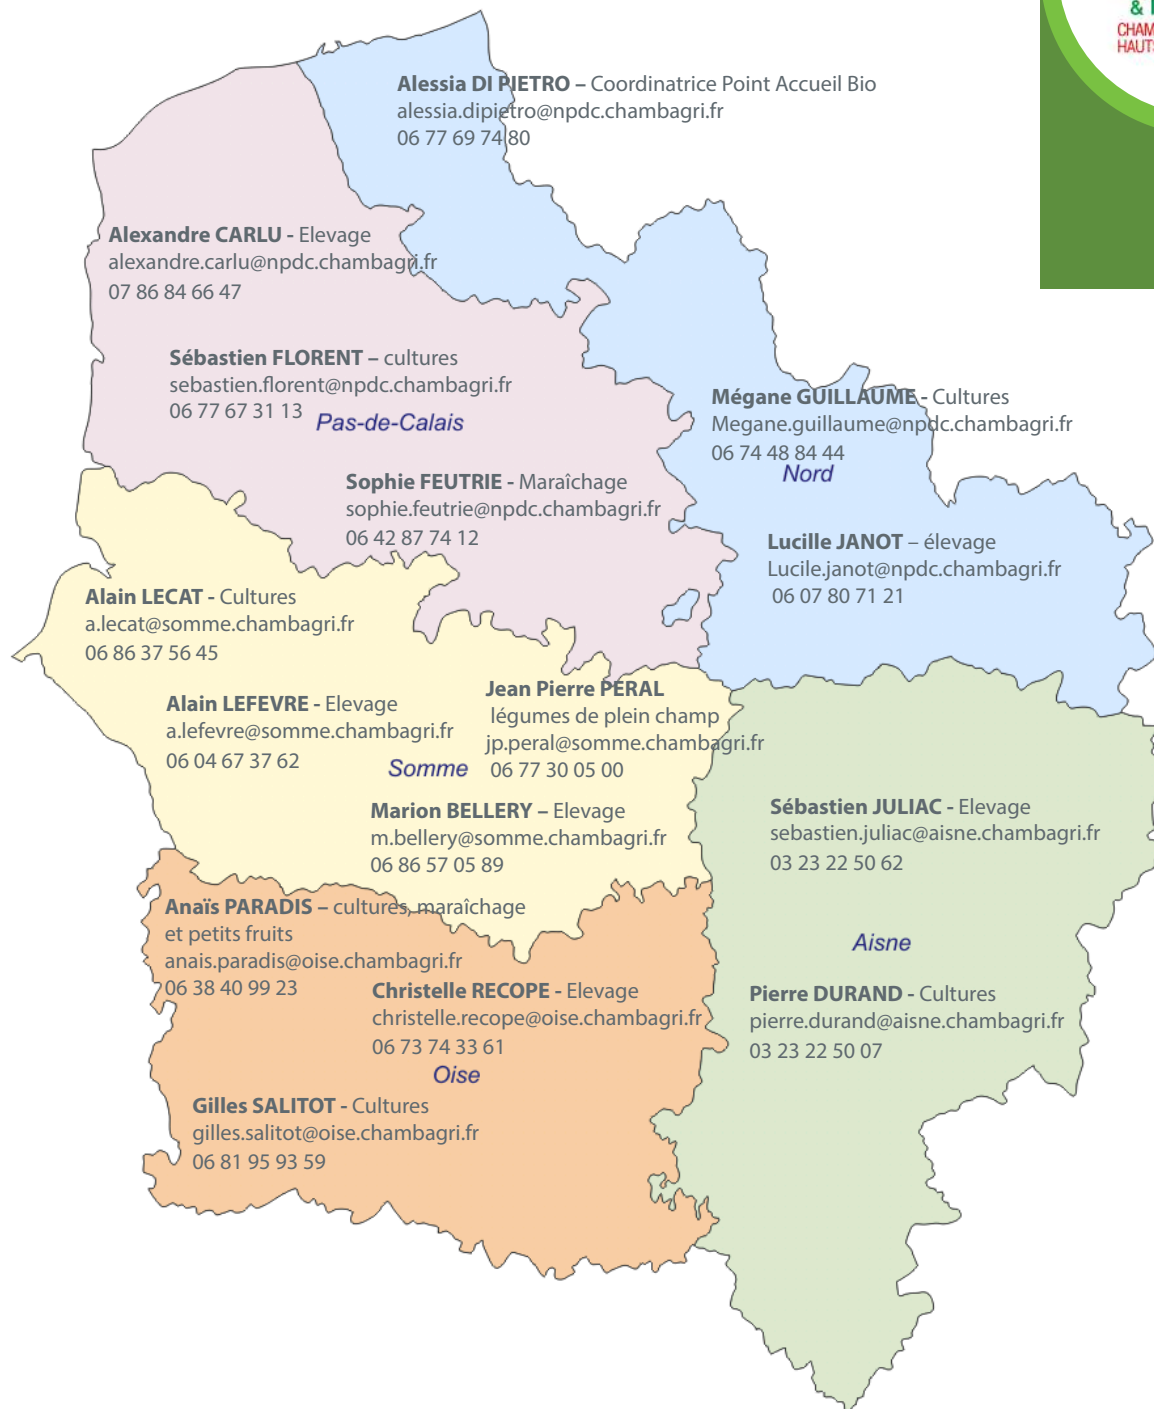 & 
CHAM
HAUTS
Alessia DI PIETRO – Coordinatrice Point Accueil Bio
alessia.dipietro@npdc.chambagri.fr
06 77 69 74 80
Alexandre CARLU - Elevage
alexandre.carlu@npdc.chambagri.fr
07 86 84 66 47
Sébastien FLORENT – cultures
sebastien.florent@npdc.chambagri.fr
06 77 67 31 13
Pas-de-Calais
Mégane GUILLAUME - Cultures
Megane.guillaume@npdc.chambagri.fr
06 74 48 84 44
Nord
Sophie FEUTRIE - Maraîchage
sophie.feutrie@npdc.chambagri.fr
06 42 87 74 12
Lucille JANOT – élevage
Lucile.janot@npdc.chambagri.fr
06 07 80 71 21
Alain LECAT - Cultures
a.lecat@somme.chambagri.fr
06 86 37 56 45
Alain LEFEVRE - Elevage
a.lefevre@somme.chambagri.fr
06 04 67 37 62
Jean Pierre PERAL
légumes de plein champ
jp.peral@somme.chambagri.fr
06 77 30 05 00
Somme
Marion BELLERY – Elevage
m.bellery@somme.chambagri.fr
06 86 57 05 89
Sébastien JULIAC - Elevage
sebastien.juliac@aisne.chambagri.fr
03 23 22 50 62
Anaïs PARADIS – cultures, maraîchage
et petits fruits
anais.paradis@oise.chambagri.fr
06 38 40 99 23
Aisne
Christelle RECOPE - Elevage
christelle.recope@oise.chambagri.fr
06 73 74 33 61
Oise
Pierre DURAND - Cultures
pierre.durand@aisne.chambagri.fr
03 23 22 50 07
Gilles SALITOT - Cultures
gilles.salitot@oise.chambagri.fr
06 81 95 93 59